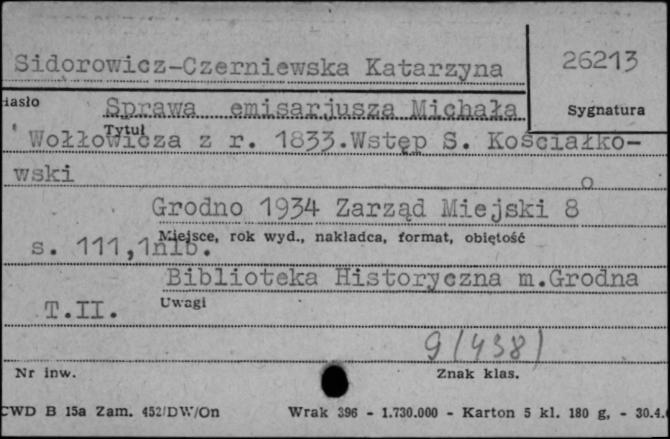 Sidorowicz-Czerniewska Katarzyna
26213
Hasło
Sprawa emisarjusza Michała
Sygnatura
Tytuł
Wołłowicza z r. 1833.Wstęp S. Kościałko-
wski
o
Grodno 1934 Zarząd Miejski 8
Miejsce, rok wyd., nakładca, format, objętość
s. 111,1nlb.
Biblioteka Historyczna m.Grodna
Uwagi
T.II.
9(438)
Nr inw.
Znak klas.
CWD B 15a Zam. 452/DW/On Wrak 396 - 1.730.000 - Karton 5 kl. 180 g. - 30.4.